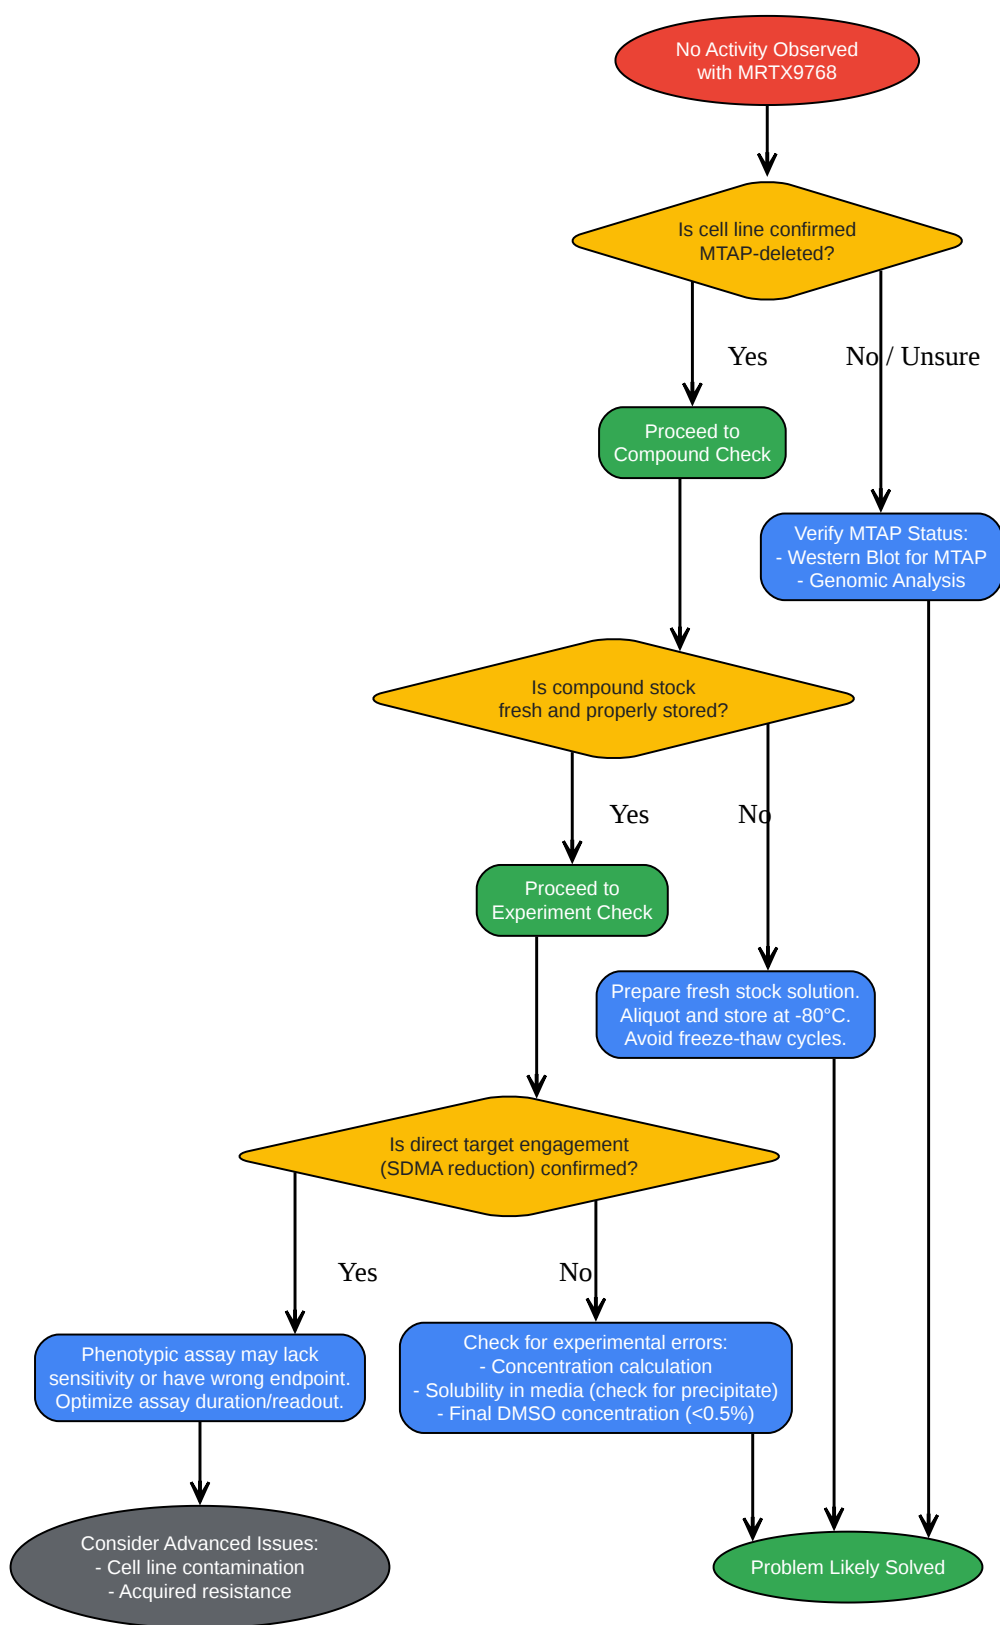 No Activity Observed
with MRTX9768
Is cell line confirmed
MTAP-deleted?
Yes
No / Unsure
Proceed to
Compound Check
Verify MTAP Status:
- Western Blot for MTAP
- Genomic Analysis
Is compound stock
fresh and properly stored?
Yes
No
Proceed to
Experiment Check
Prepare fresh stock solution.
Aliquot and store at -80°C.
Avoid freeze-thaw cycles.
Is direct target engagement
(SDMA reduction) confirmed?
Yes
No
Phenotypic assay may lack
sensitivity or have wrong endpoint.
Optimize assay duration/readout.
Check for experimental errors:
- Concentration calculation
- Solubility in media (check for precipitate)
- Final DMSO concentration (<0.5%)
Consider Advanced Issues:
- Cell line contamination
- Acquired resistance
Problem Likely Solved